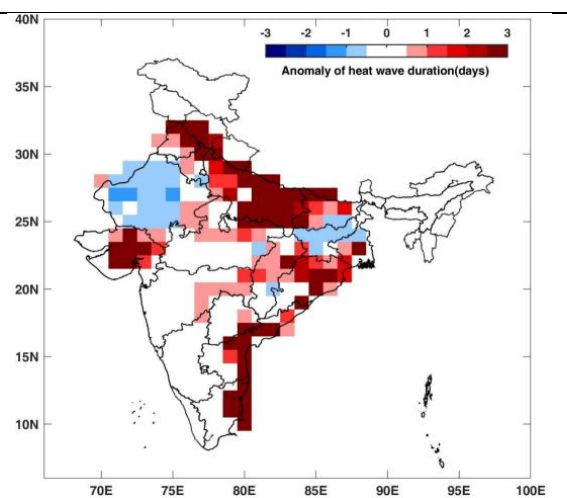 40N
-3 -2 -1 0 1 2 3
Anomaly of heat wave duration(days)
35N
30N
25N
20N
15N
10N
70E 75E 80E 85E 90E 95E 100E